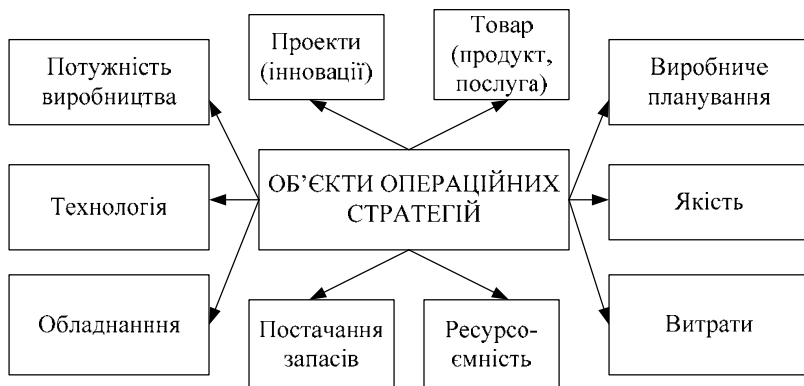 Проекти
(інновації)
Товар
(продукт,
послуга)
Потужність
виробництва
Виробниче
планування
ОБ’ЄКТИ ОПЕРАЦІЙНИХ
СТРАТЕГІЙ
Технологія
Якість
Обладнанння
Постачання
запасів
Ресурсо-
ємність
Витрати